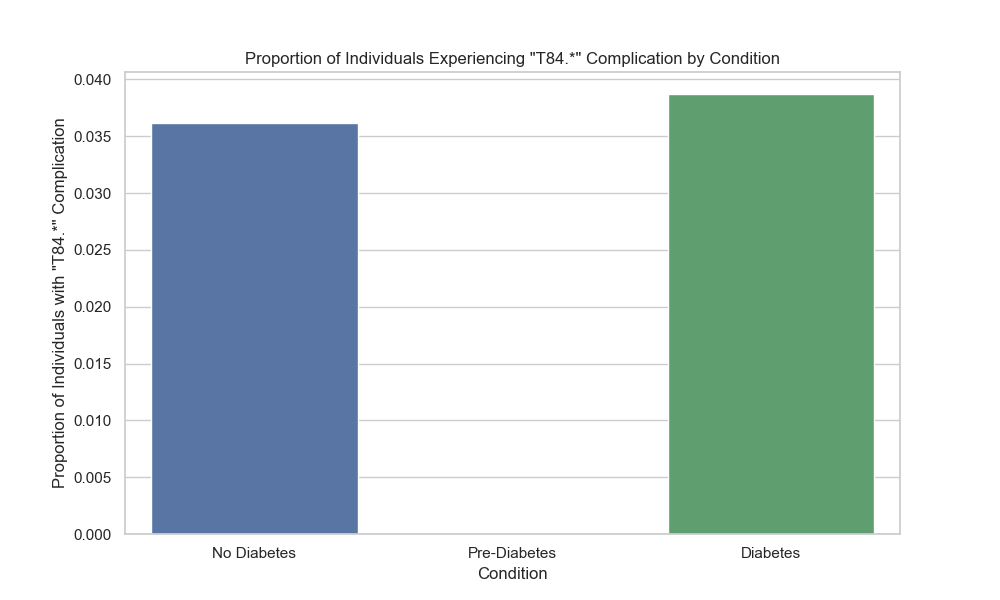 Proportion of Individuals Experiencing "T84.*" Complication by Condition
Proportion of Individuals with "T84.*" Complication
0.040
0.035
0.030
0.025
0.020
0.015
0.010
0.005
0.000
No Diabetes
Pre-Diabetes
Diabetes
Condition